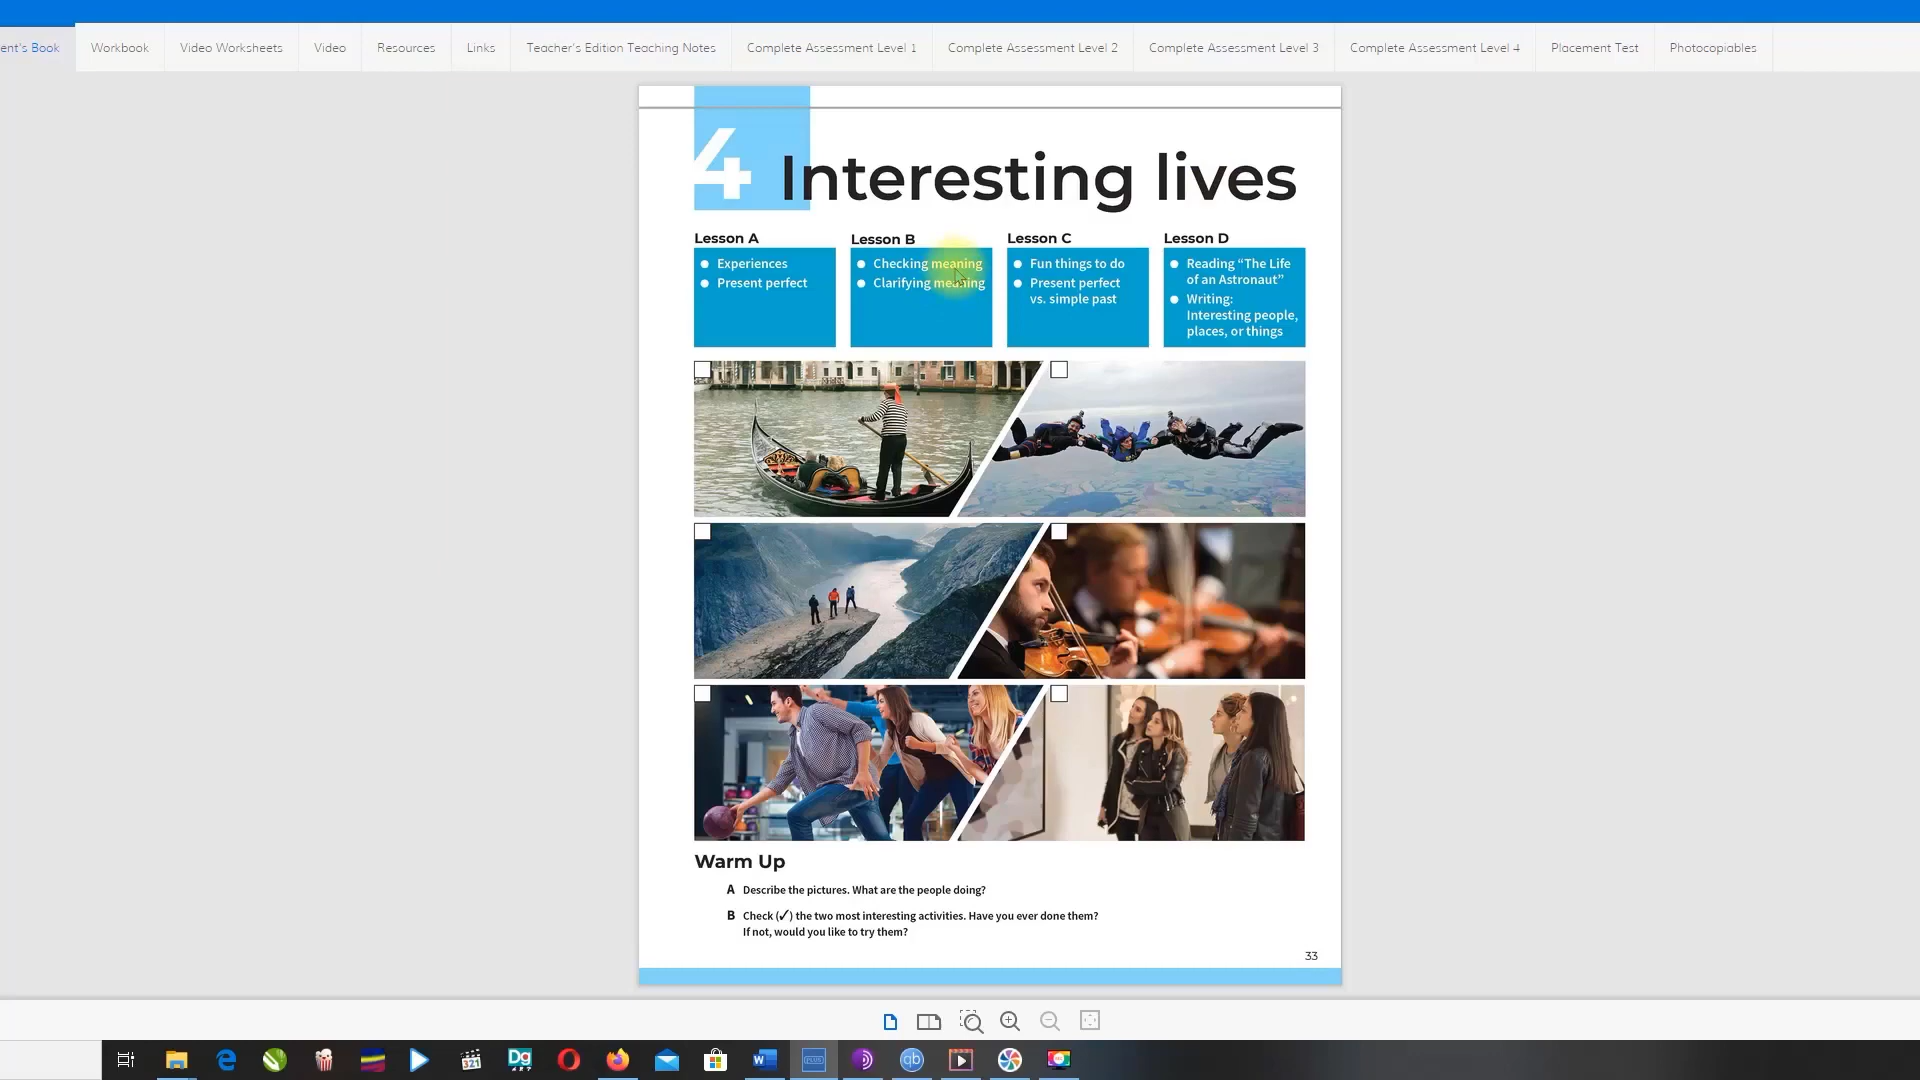 ent's Book
Workbook
Video Worksheets
Video
Resources
Links
Teacher's Edition Teaching Notes
Complete Assessment Level 1
Complete Assessment Level 2
Complete Assessment Level 3
Complete Assessment Level 4
Placement Test
Photocopiables
4 Interesting lives
Lesson A
Experiences
Present perfect
Lesson B
Checking meaning
Clarifying meaning
Lesson C
Fun things to do
Present perfect
vs. simple past
Lesson D
Reading “The Life
of an Astronaut”
Writing:
Interesting people,
places, or things
Warm Up
A Describe the pictures. What are the people doing?
B Check (✓) the two most interesting activities. Have you ever done them?
If not, would you like to try them?
33
321
Dg
PLUS
qb